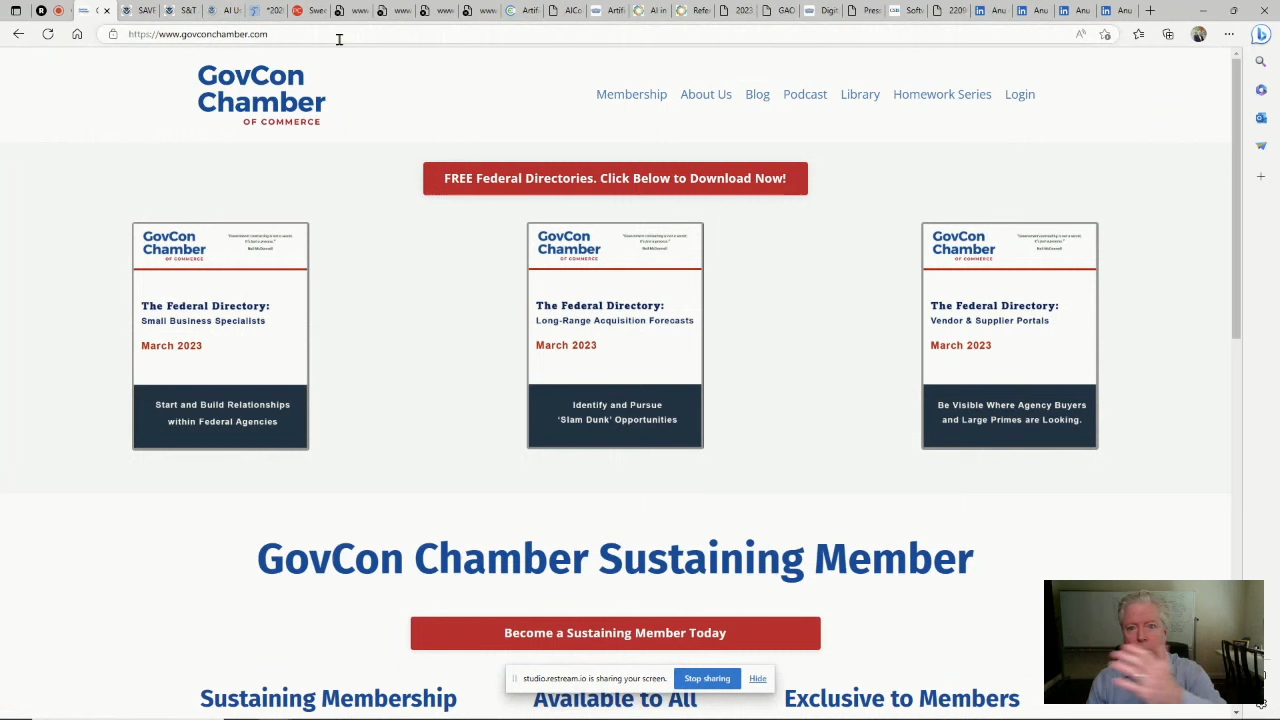 https://www.govconchamber.com
GovCon
Chamber
OF COMMERCE
Membership About Us Blog Podcast Library Homework Series Login
FREE Federal Directories. Click Below to Download Now!
GovCon
Chamber
OF COMMERCE
The Federal Directory:
Small Business Specialists
March 2023
Start and Build Relationships
within Federal Agencies
GovCon
Chamber
OF COMMERCE
The Federal Directory:
Long-Range Acquisition Forecasts
March 2023
Identify and Pursue
‘Slam Dunk’ Opportunities
GovCon
Chamber
OF COMMERCE
The Federal Directory:
Vendor & Supplier Portals
March 2023
Be Visible Where Agency Buyers
and Large Primes are Looking.
GovCon Chamber Sustaining Member
Become a Sustaining Member Today
studio.restream.io is sharing your screen. Stop sharing Hide
Sustaining Membership Available to All Exclusive to Members